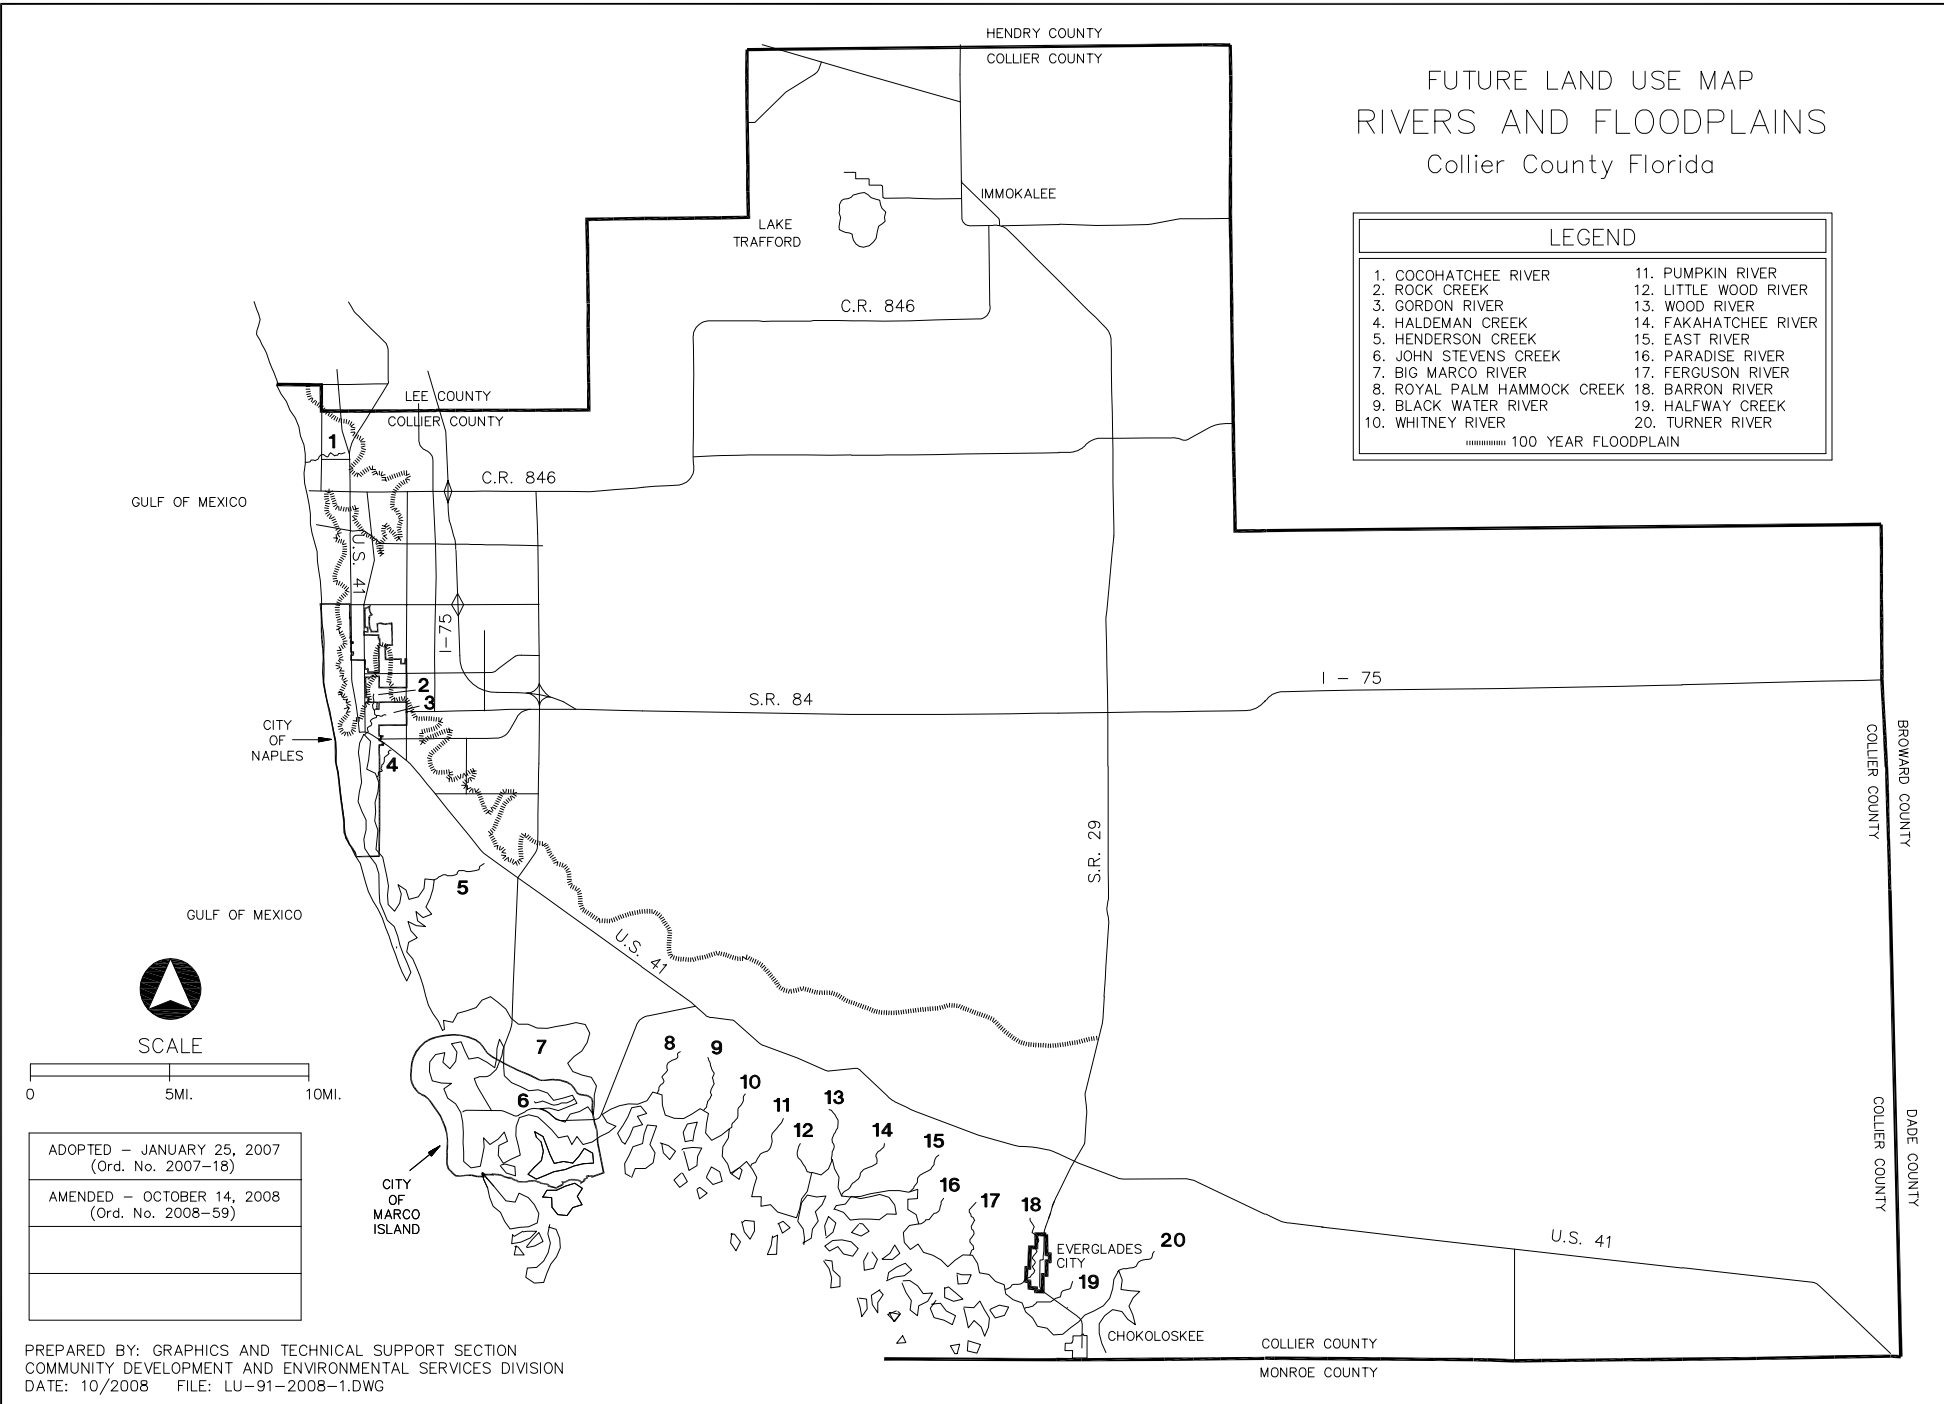 HENDRY COUNTY
COLLIER COUNTY
FUTURE LAND USE MAP
RIVERS AND FLOODPLAINS
Collier County Florida
LEGEND
1. COCOHATCHEE RIVER
2. ROCK CREEK
3. GORDON RIVER
4. HALDEMAN CREEK
5. HENDERSON CREEK
6. JOHN STEVENS CREEK
7. BIG MARCO RIVER
8. ROYAL PALM HAMMOCK CREEK
9. BLACK WATER RIVER
10. WHITNEY RIVER
11. PUMPKIN RIVER
12. LITTLE WOOD RIVER
13. WOOD RIVER
14. FAKAHATCHEE RIVER
15. EAST RIVER
16. PARADISE RIVER
17. FERGUSON RIVER
18. BARRON RIVER
19. HALFWAY CREEK
20. TURNER RIVER
100 YEAR FLOODPLAIN
IMMOKALEE
LAKE
TRAFFORD
C.R. 846
LEE COUNTY
COLLIER COUNTY
1
C.R. 846
GULF OF MEXICO
U.S. 41
I-75
2
3
S.R. 84
I - 75
CITY
OF
NAPLES
4
BROWARD COUNTY
COLLIER COUNTY
S.R. 29
5
GULF OF MEXICO
U.S. 41
SCALE
0
5MI.
10MI.
7
8
9
6
10
11
12
13
14
15
16
17
18
DADE COUNTY
COLLIER COUNTY
CITY
OF
MARCO
ISLAND
EVERGLADES
CITY
19
20
U.S. 41
CHOKOLOSKEE
COLLIER COUNTY
MONROE COUNTY
ADOPTED - JANUARY 25, 2007
(Ord. No. 2007-18)
AMENDED - OCTOBER 14, 2008
(Ord. No. 2008-59)
PREPARED BY: GRAPHICS AND TECHNICAL SUPPORT SECTION
COMMUNITY DEVELOPMENT AND ENVIRONMENTAL SERVICES DIVISION
DATE: 10/2008 FILE: LU-91-2008-1.DWG